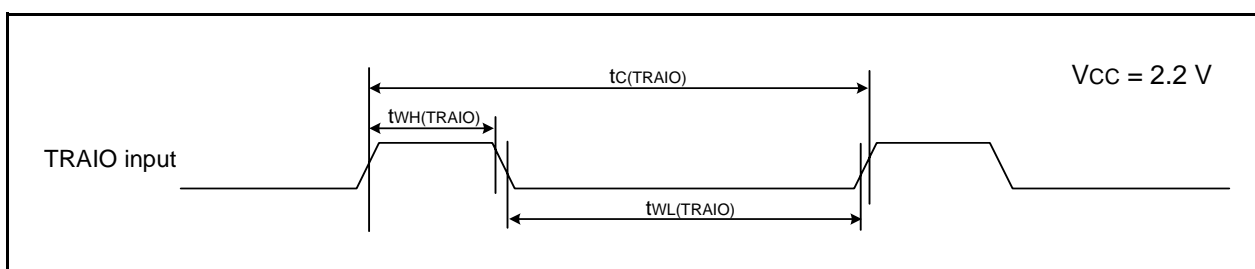 tC(TRAIO)
VCC = 2.2 V
tWH(TRAIO)
TRAIO input
tWL(TRAIO)